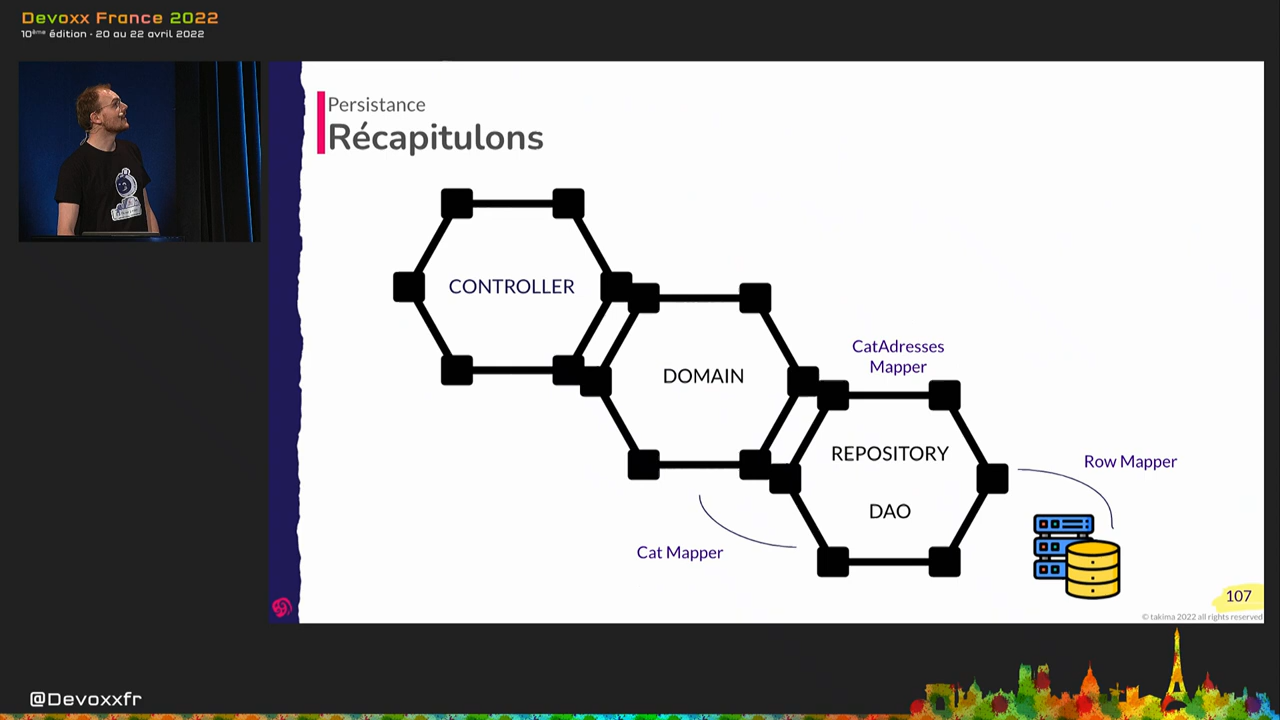 Devoxx France 2022
10ème édition - 20 au 22 avril 2022
Persistance
Récapitulons
CONTROLLER
DOMAIN
CatAdresses
Mapper
REPOSITORY
DAO
Row Mapper
Cat Mapper
107
© takima 2022 all rights reserved
@Devoxxfr